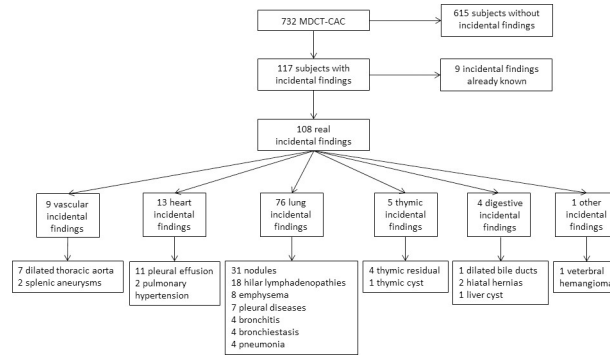 732 MDCT-CAC
615 subjects without
incidental findings
117 subjects with
incidental findings
9 incidental findings
already known
108 real
incidental findings
9 vascular
incidental
findings
13 heart
incidental
findings
76 lung
incidental
findings
5 thymic
incidental
findings
4 digestive
incidental
findings
1 other
incidental
findings
7 dilated thoracic aorta
2 splenic aneurysms
11 pleural effusion
2 pulmonary
hypertension
31 nodules
18 hilar lymphadenopathies
8 emphysema
7 pleural diseases
4 bronchitis
4 bronchiestasis
4 pneumonia
4 thymic residual
1 thymic cyst
1 dilated bile ducts
2 hiatal hernias
1 liver cyst
1 veterbral
hemangioma